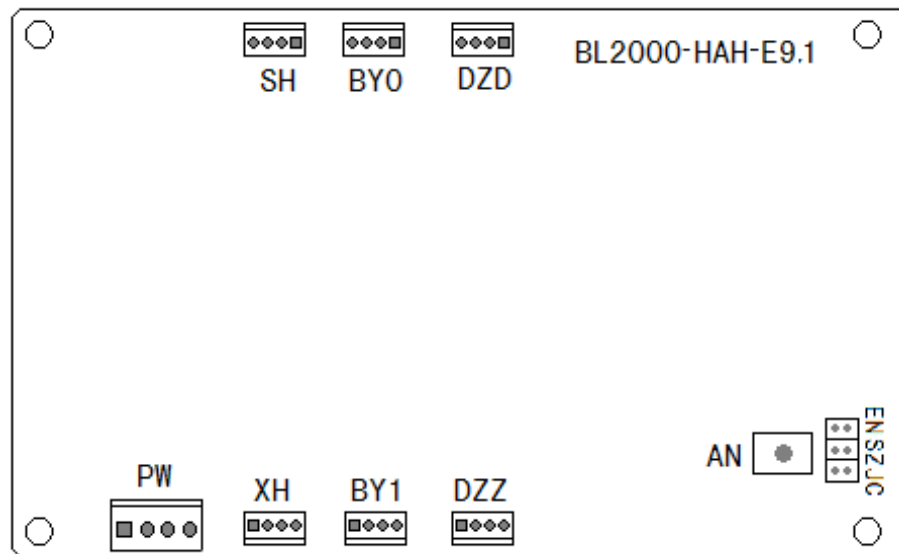 BL2000-HAH-E9.1
SH BY0 DZD
EN SZ JC
AN
PW
XH BY1 DZZ